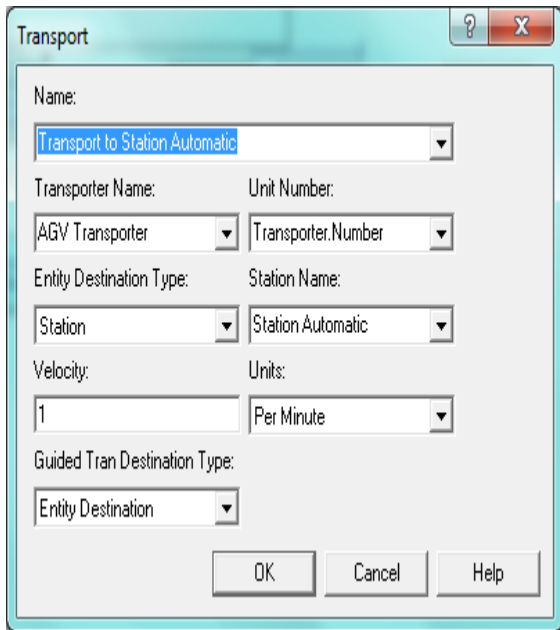 Transport
? X
Name:
Transport to Station Automatic
Transporter Name: Unit Number:
AGV Transporter Transporter.Number
Entity Destination Type: Station Name:
Station Station Automatic
Velocity: Units:
1 Per Minute
Guided Tran Destination Type:
Entity Destination
OK Cancel Help